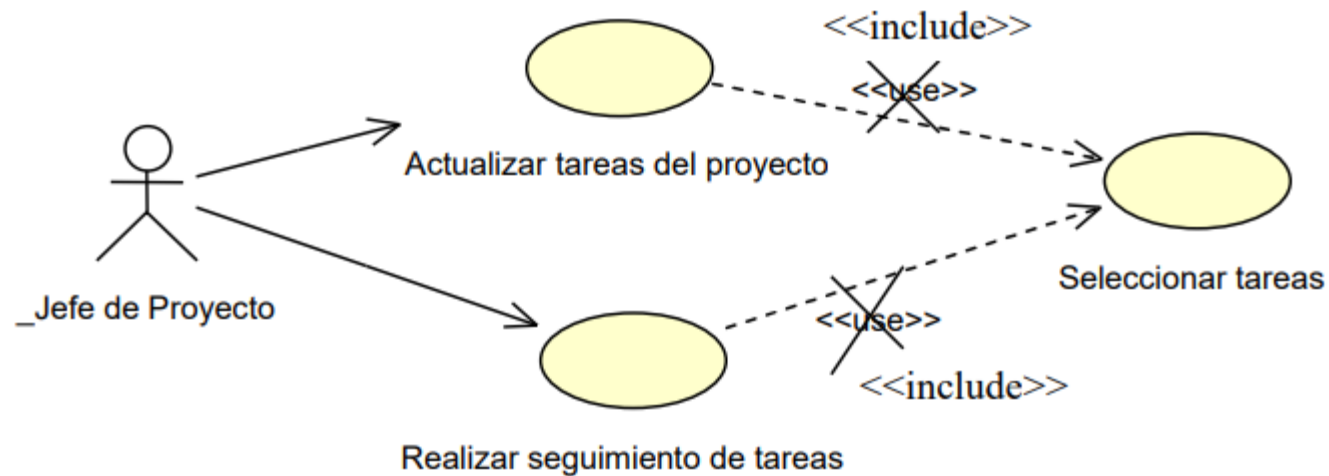 <<include>>
<<use>>
Actualizar tareas del proyecto
Seleccionar tareas
_Jefe de Proyecto
<<use>>
<<include>>
Realizar seguimiento de tareas